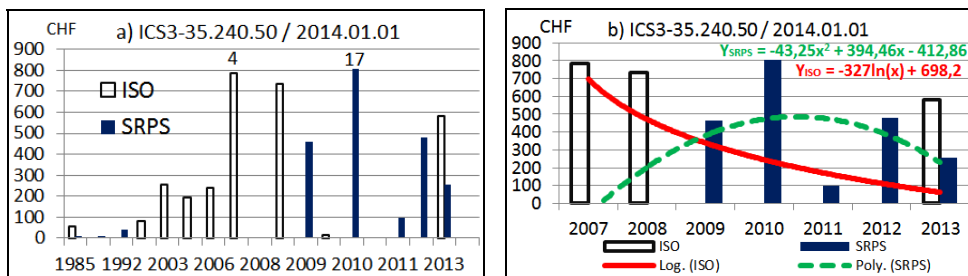 CHF a) ICS3-35.240.50 / 2014.01.01
4 17
900
800
700
600
500
400
300
200
100
0
ISO
SRPS
1985 1992 2003 2006 2007 2008 2009 2010 2011 2013
CHF b) ICS3-35.240.50 / 2014.01.01
900
800
700
600
500
400
300
200
100
0
YSRPS = -43,25x² + 394,46x - 412,86
YISO = -327ln(x) + 698,2
2007 2008 2009 2010 2011 2012 2013
ISO SRPS
Log. (ISO) Poly. (SRPS)